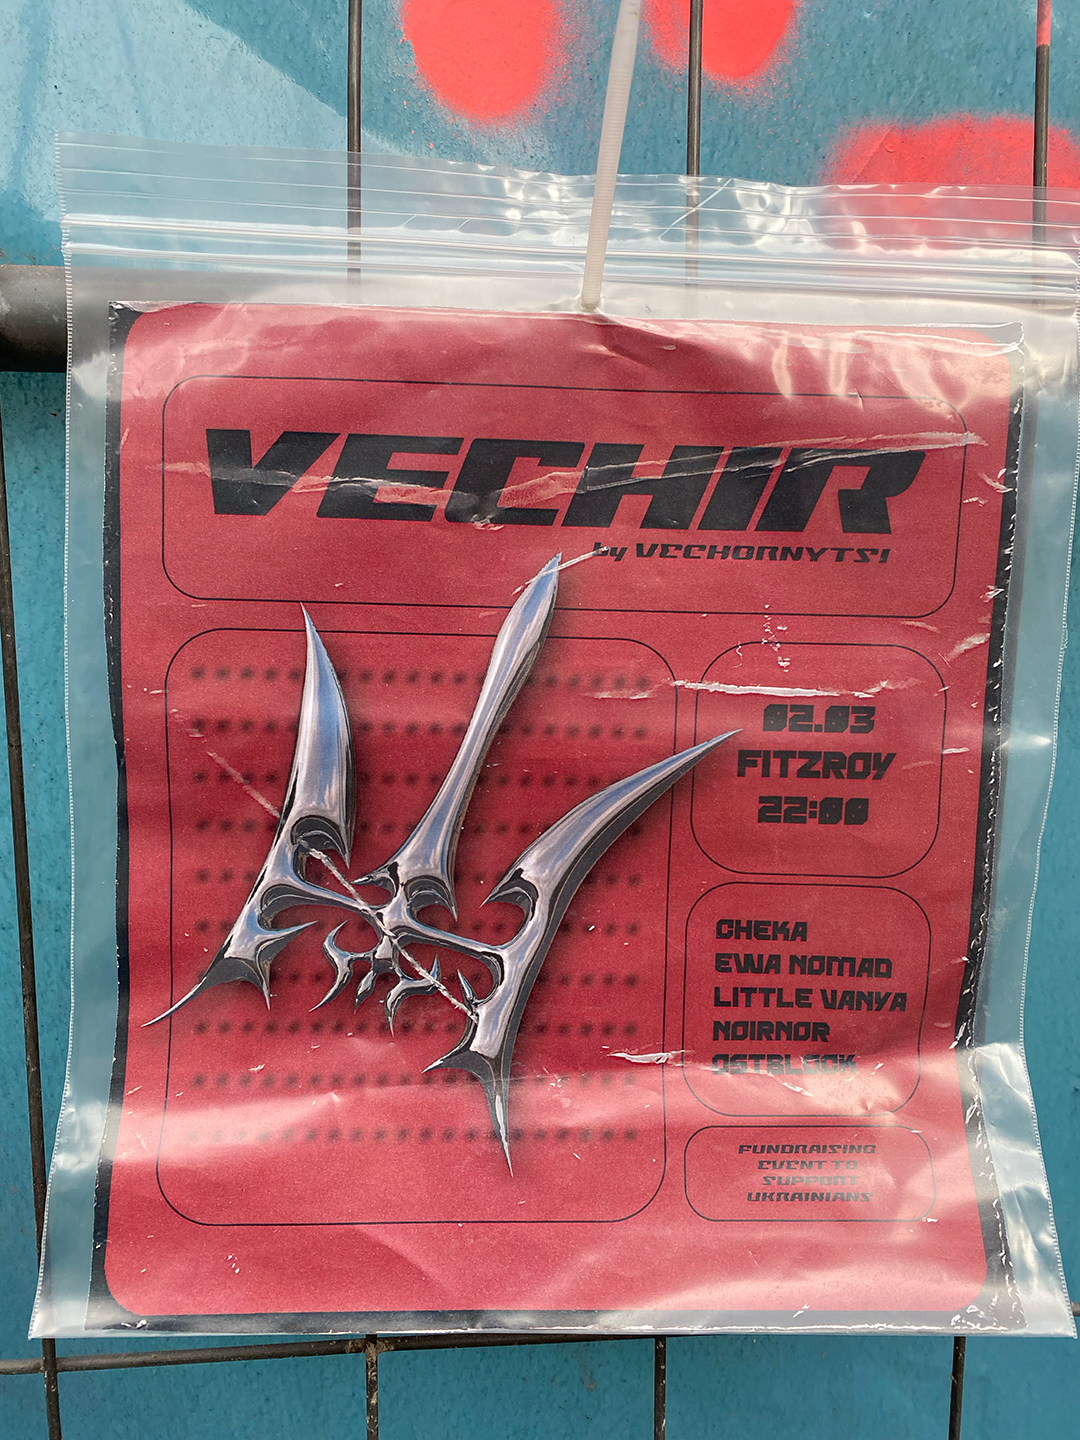 VECHIR
by VECHORNYTSI
02.03
FITZROY
22:00
CHEKA
EWA NOMAD
LITTLE VANYA
NOIRNOR
OSTBLOCK
FUNDRAISING
EVENT TO
SUPPORT
UKRAINIANS